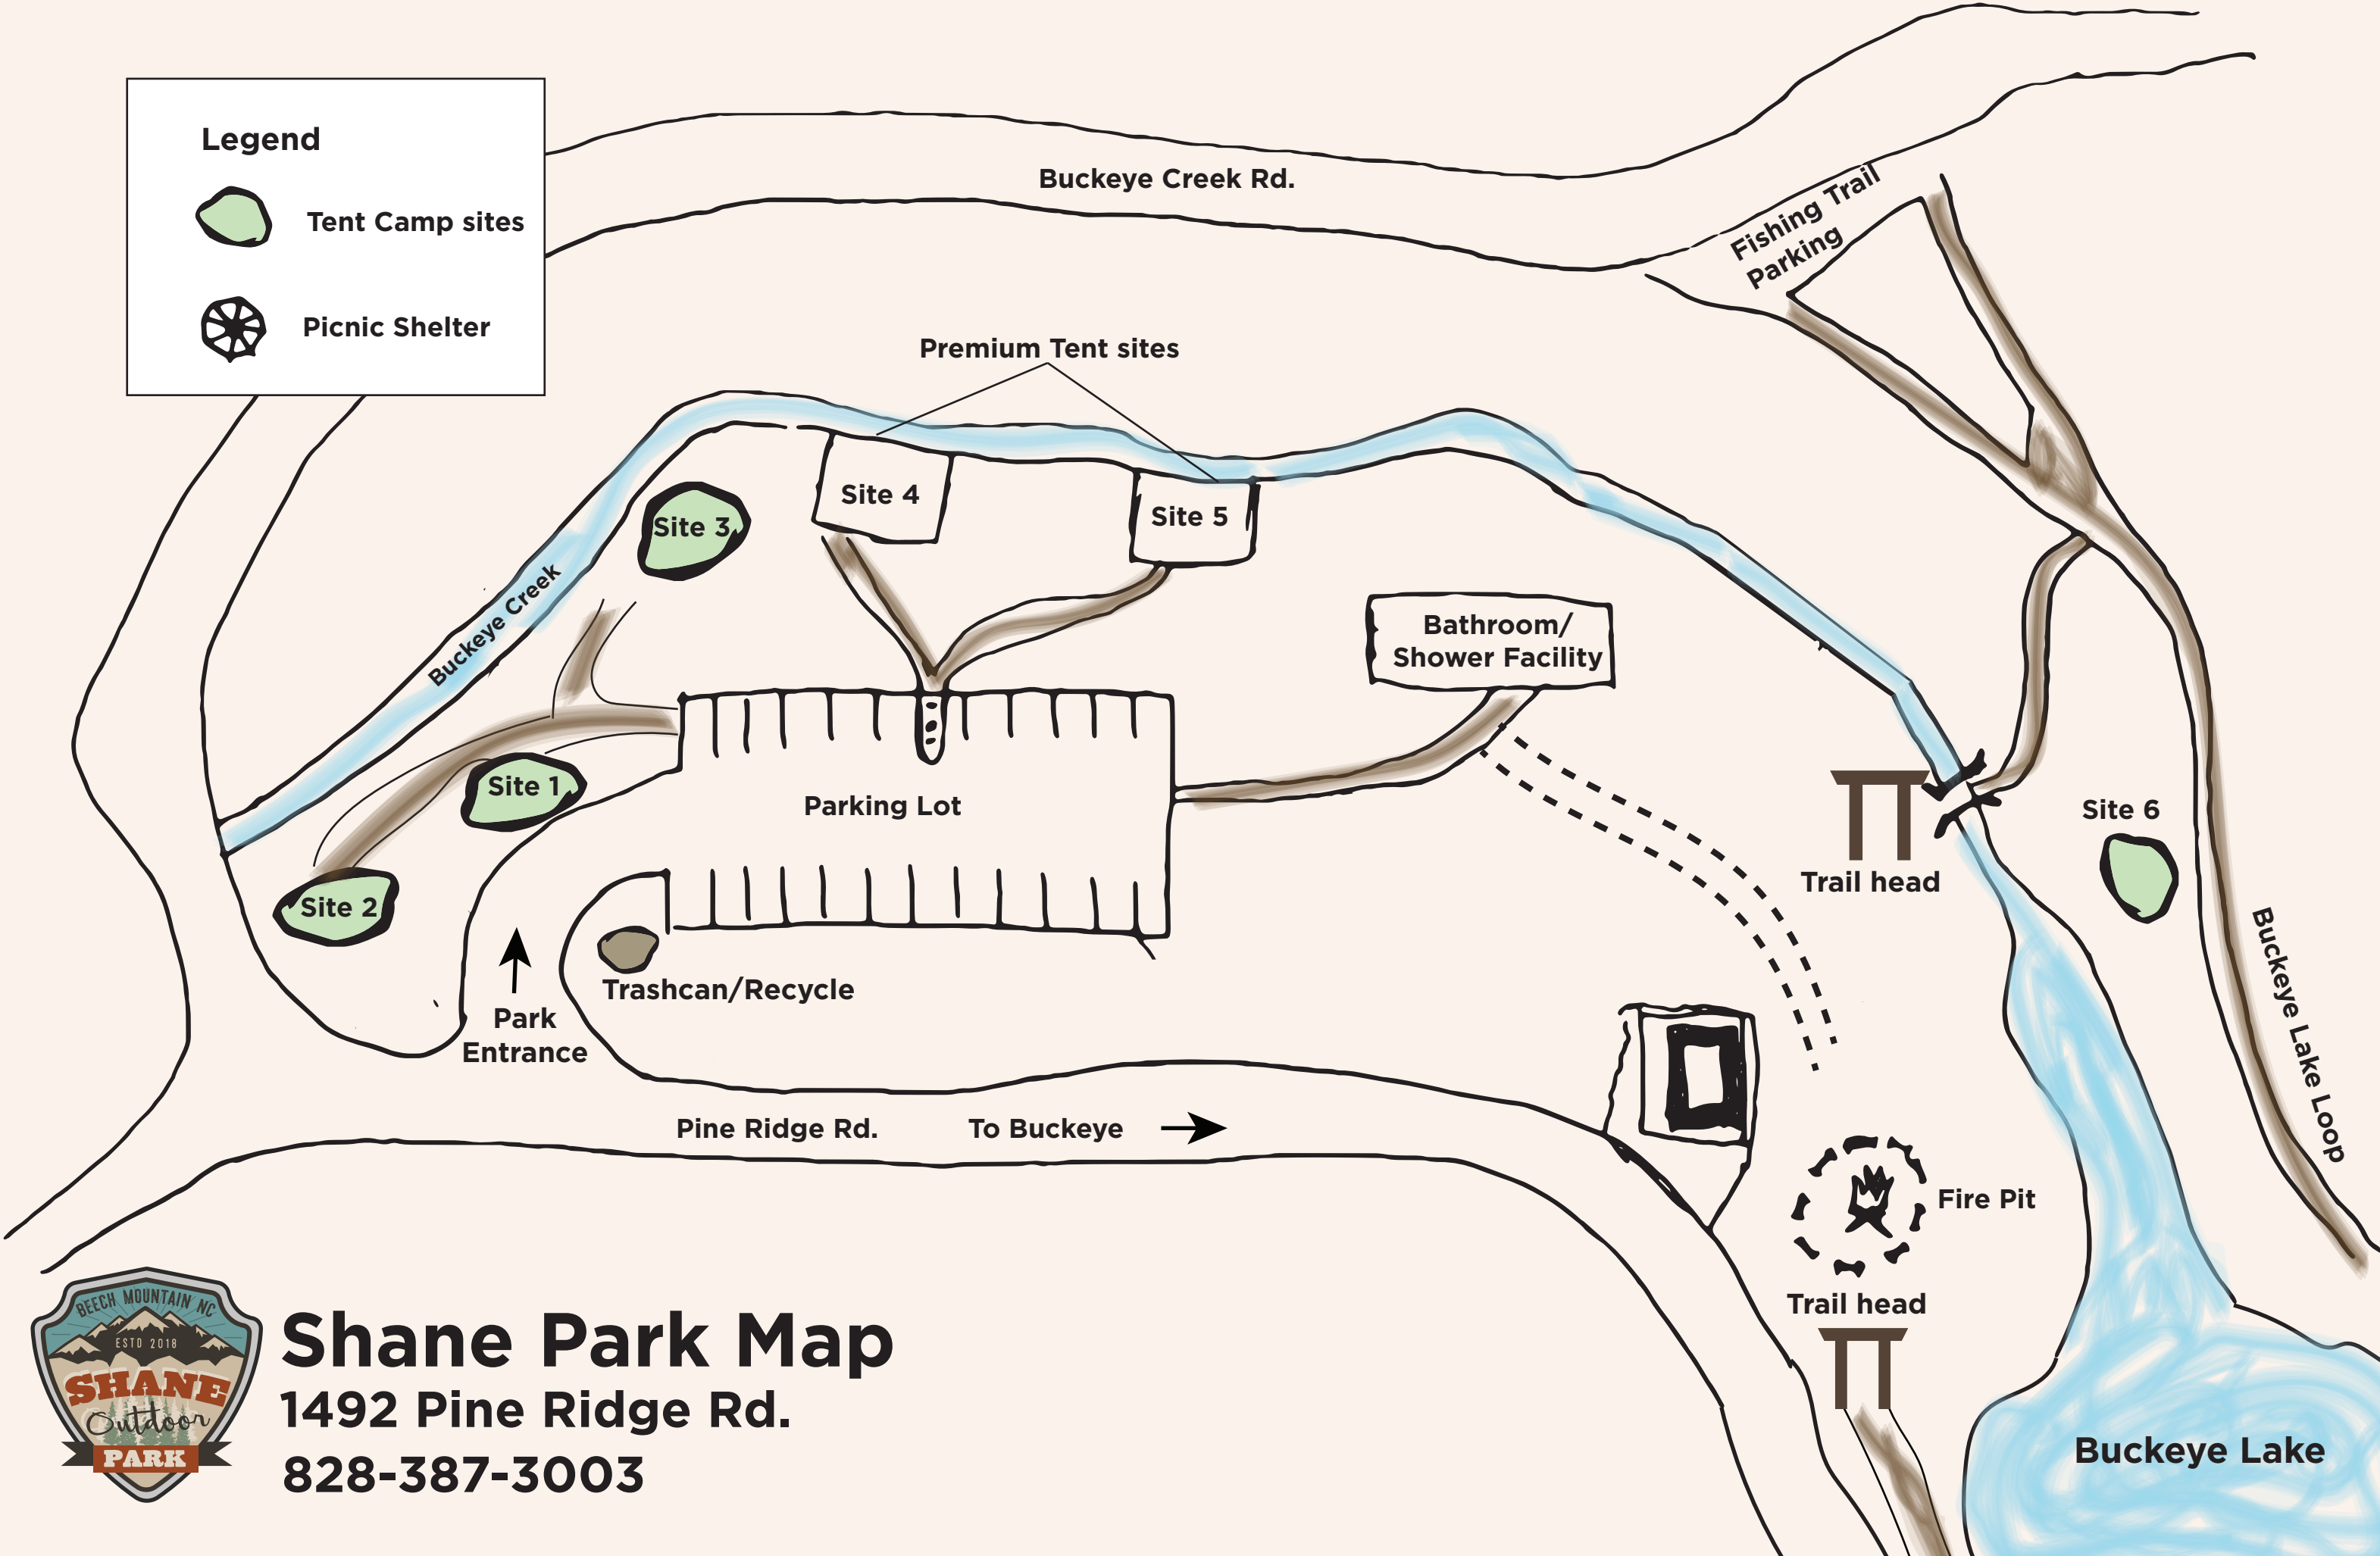 Legend
Tent Camp sites
Picnic Shelter
Buckeye Creek Rd.
Fishing Trail
Parking
Premium Tent sites
Site 4
Site 5
Site 3
Buckeye Creek
Bathroom/
Shower Facility
Site 1
Parking Lot
Site 6
Trail head
Site 2
Buckeye Lake Loop
Trashcan/Recycle
Park
Entrance
Pine Ridge Rd.
To Buckeye
Fire Pit
Trail head
Buckeye Lake
BEECH MOUNTAIN NC
ESTD 2018
SHANE
Outdoor
PARK
Shane Park Map
1492 Pine Ridge Rd.
828-387-3003